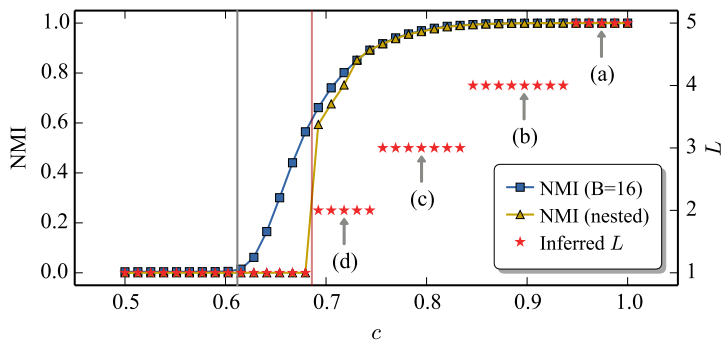 1.0
0.8
0.6
0.4
0.2
0.0
NMI
5
4
3
2
1
L
(a)
(b)
(c)
(d)
NMI (B=16)
NMI (nested)
Inferred L
0.5 0.6 0.7 0.8 0.9 1.0
c